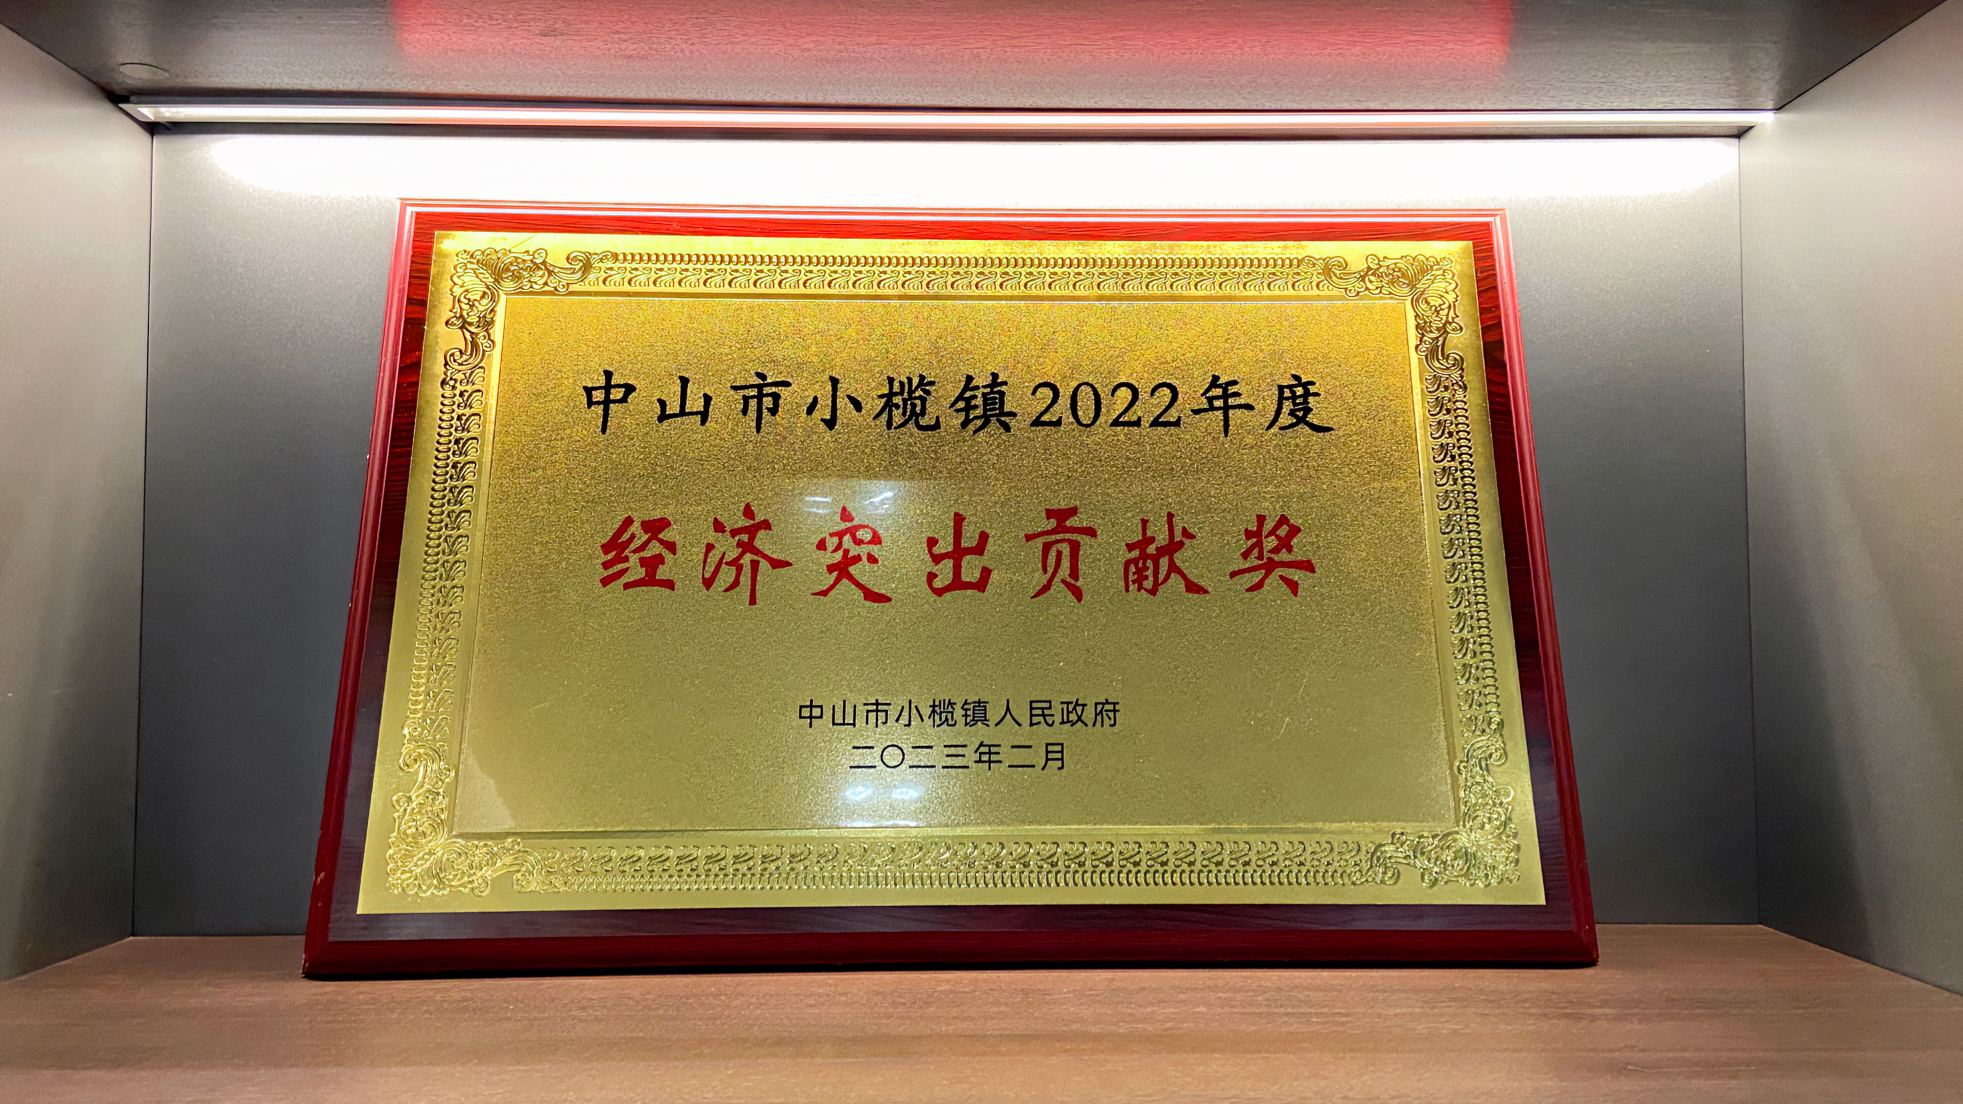 中山市小榄镇2022年度
经济突出贡献奖
中山市小榄镇人民政府
二〇二三年二月